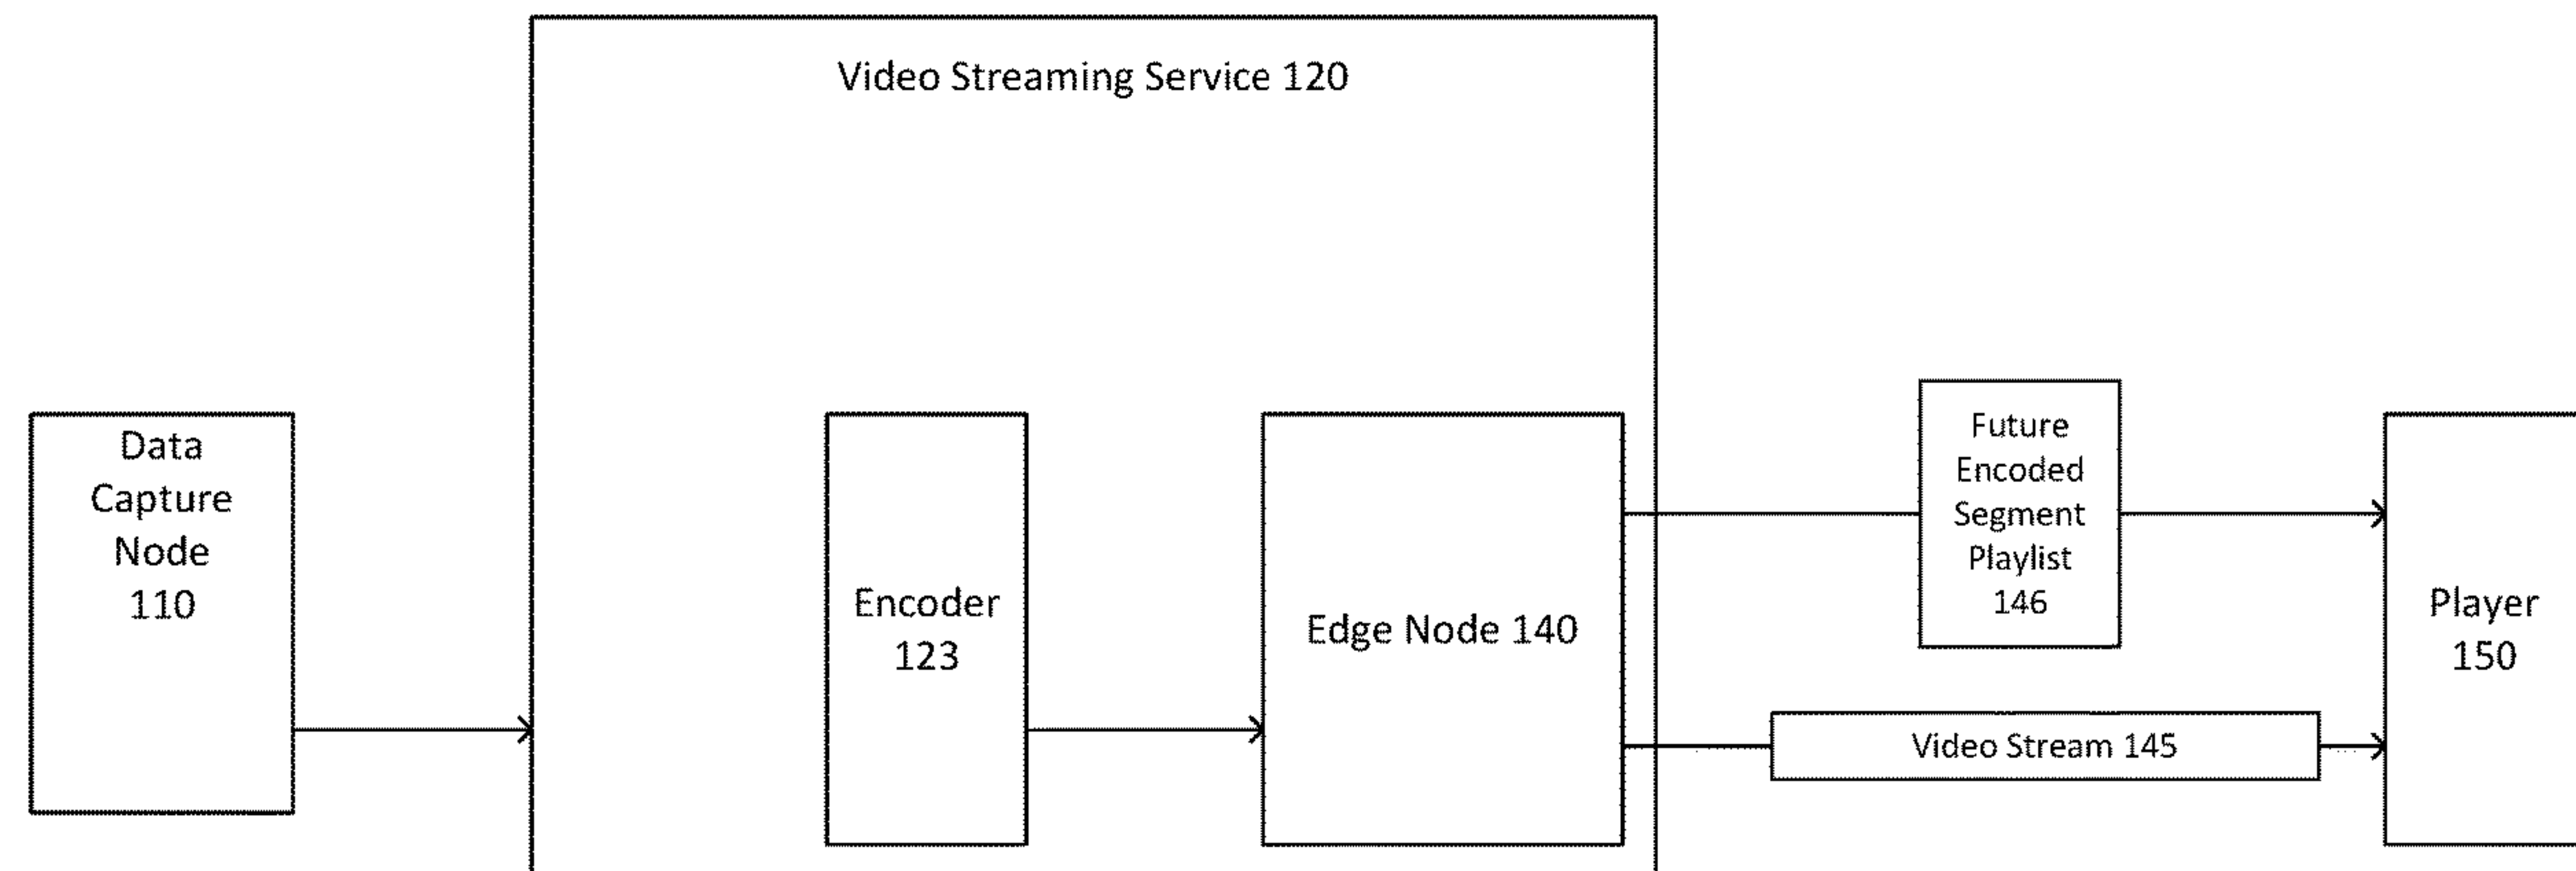 Video Streaming Service 120
Data
Capture
Node
110
Encoder
123
Edge Node 140
Future
Encoded
Segment
Playlist
146
Video Stream 145
Player
150